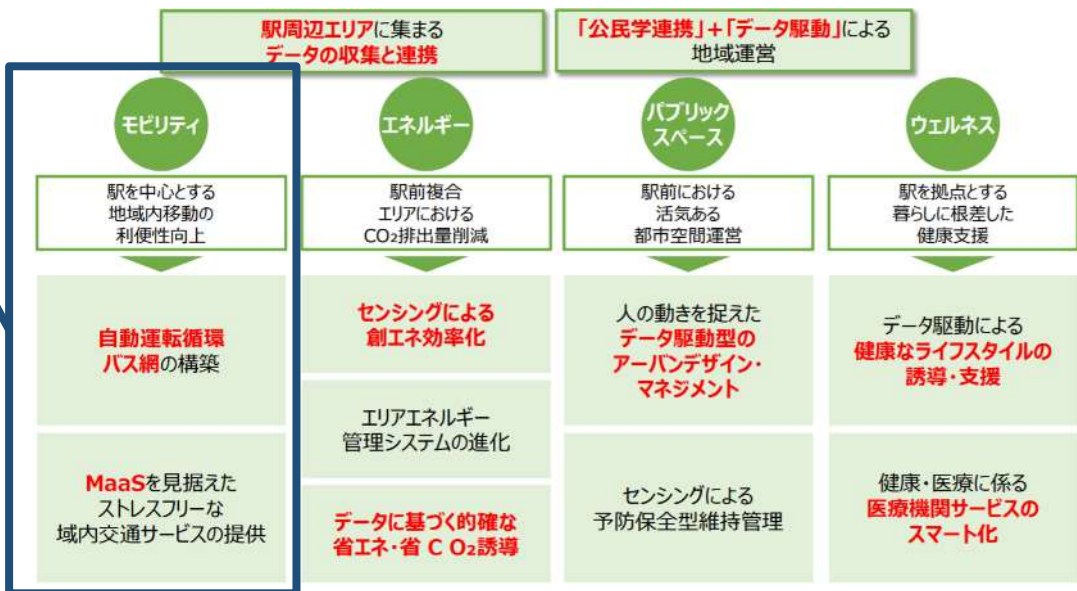 駅周辺エリアに集まる
データの収集と連携
「公民学連携」+「データ駆動」による
地域運営
モビリティ
駅を中心とする
地域内移動の
利便性向上
自動運転循環
バス網の構築
MaaSを見据えた
ストレスフリーな
域内交通サービスの提供
エネルギー
駅前複合
エリアにおける
CO₂排出量削減
センシングによる
創エネ効率化
エリアエネルギー
管理システムの進化
データに基づく的確な
省エネ・省 C O₂誘導
パブリック
スペース
駅前における
活気ある
都市空間運営
人の動きを捉えた
データ駆動型の
アーバンデザイン・
マネジメント
センシングによる
予防保全型維持管理
ウェルネス
駅を拠点とする
暮らしに根差した
健康支援
データ駆動による
健康なライフスタイルの
誘導・支援
健康・医療に係る
医療機関サービスの
スマート化